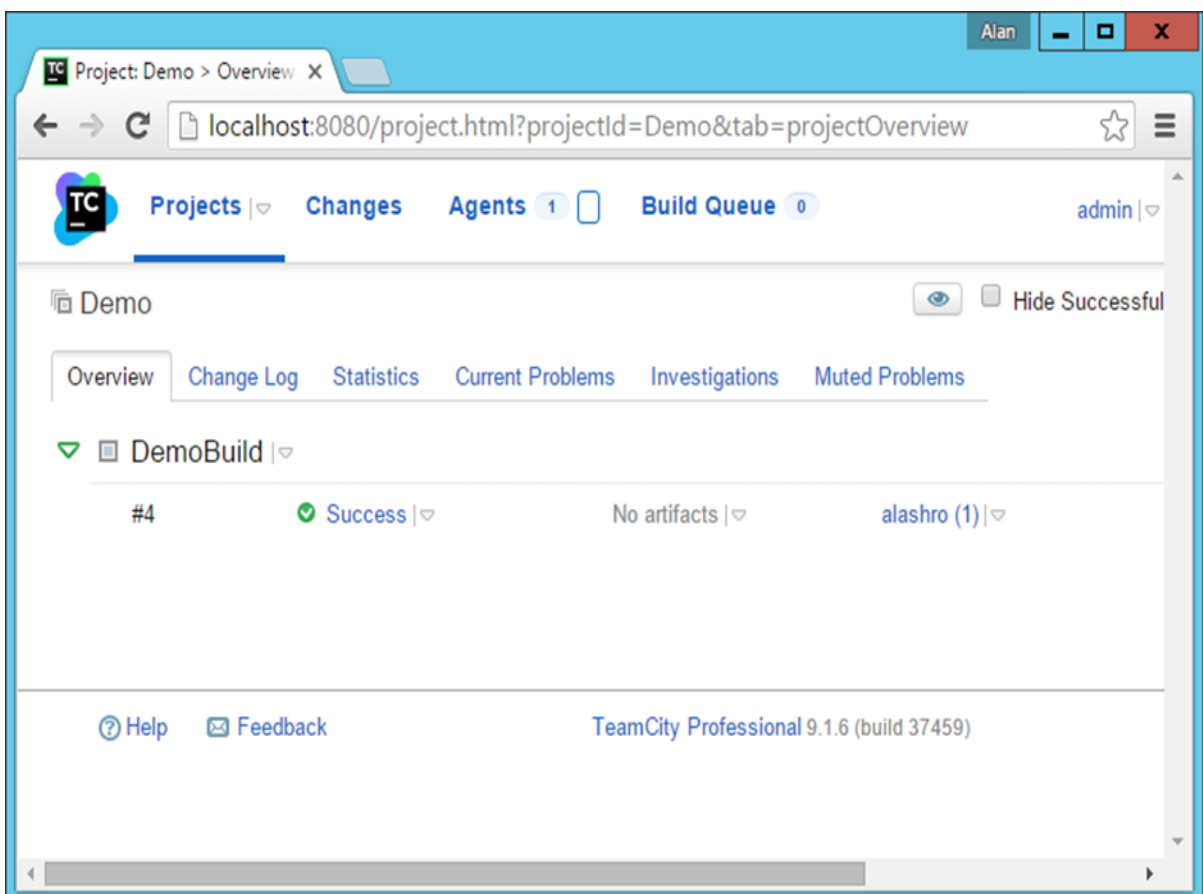 Alan
TC Project: Demo > Overview
localhost:8080/project.html?projectId=Demo&tab=projectOverview
TC Projects Changes Agents 1 Build Queue 0 admin
Demo Hide Successful
Overview Change Log Statistics Current Problems Investigations Muted Problems
DemoBuild
#4 Success No artifacts alashro (1)
Help Feedback TeamCity Professional 9.1.6 (build 37459)